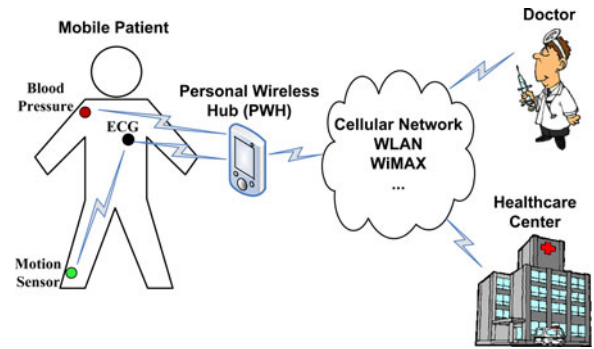 Mobile Patient
Blood
Pressure
ECG
Motion
Sensor
Personal Wireless
Hub (PWH)
Cellular Network
WLAN
WiMAX
...
Doctor
Healthcare
Center